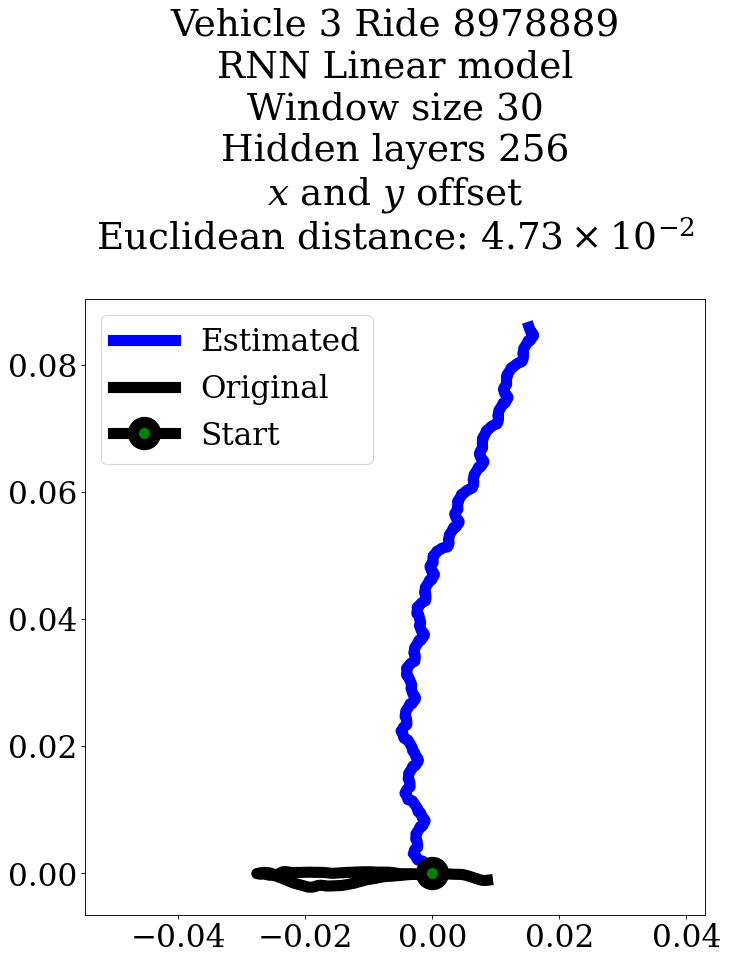 Vehicle 3 Ride 8978889
RNN Linear model
Window size 30
Hidden layers 256
x and y offset
Euclidean distance: 4.73 × 10⁻²
Estimated
Original
Start
0.08
0.06
0.04
0.02
0.00
−0.04 −0.02 0.00 0.02 0.04